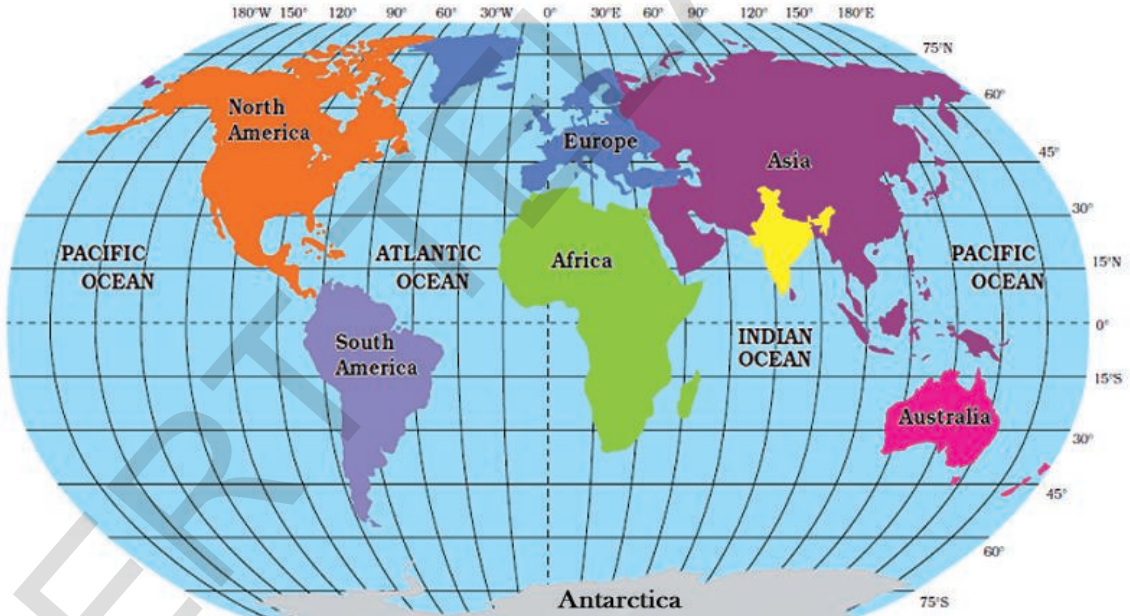 180°W 150° 120° 90° 60° 30°W 0° 30°E 60° 90° 120° 150° 180°E
75°N
60°
45°
30°
15°N
0°
15°S
30°
45°
60°
75°S
North
America
Europe
Asia
PACIFIC
OCEAN
ATLANTIC
OCEAN
Africa
PACIFIC
OCEAN
South
America
INDIAN
OCEAN
Australia
Antarctica